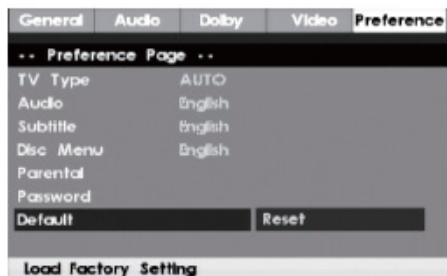 General Audio Dolby Video Preference
-- Preference Page --
TV Type AUTO
Audio English
Subtitle English
Disc Menu English
Parental
Password
Default Reset
Load Factory Setting